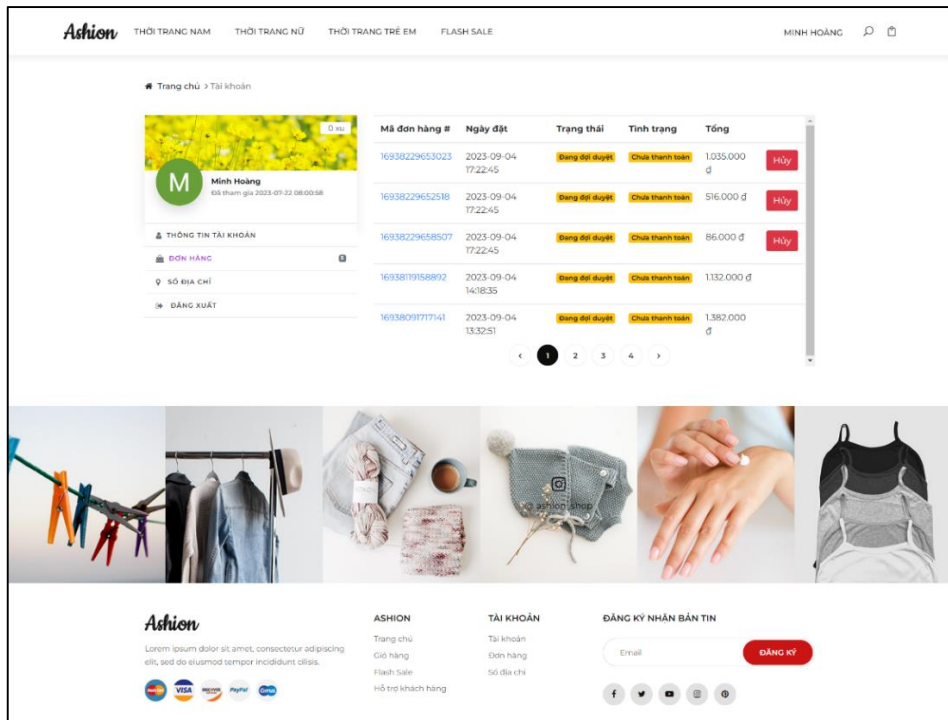 Ashion THỜI TRANG NAM THỜI TRANG NỮ THỜI TRANG TRẺ EM FLASH SALE MINH HOÀNG
Trang chủ > Tài khoản
0 xu
M
Minh Hoàng
Đã tham gia 2023-07-22 08:00:58
THÔNG TIN TÀI KHOẢN
ĐƠN HÀNG
SỔ ĐỊA CHỈ
ĐĂNG XUẤT
Mã đơn hàng # Ngày đặt Trạng thái Tình trạng Tổng
16938229653023 2023-09-04 17:22:45 Đang đợi duyệt Chưa thanh toán 1.035.000 ₫ Hủy
16938229652518 2023-09-04 17:22:45 Đang đợi duyệt Chưa thanh toán 516.000 ₫ Hủy
16938229658507 2023-09-04 17:22:45 Đang đợi duyệt Chưa thanh toán 86.000 ₫ Hủy
16938119158892 2023-09-04 14:18:35 Đang đợi duyệt Chưa thanh toán 1.132.000 ₫
16938091717141 2023-09-04 13:32:51 Đang đợi duyệt Chưa thanh toán 1.382.000 ₫
‹ 1 2 3 4 ›
@ ashion_shop
Ashion
Lorem ipsum dolor sit amet, consectetur adipiscing
elit, sed do eiusmod tempor incididunt cilisis.
MasterCard VISA DISCOVER PayPal Cirrus
ASHION
Trang chủ
Giỏ hàng
Flash Sale
Hỗ trợ khách hàng
TÀI KHOẢN
Tài khoản
Đơn hàng
Sổ địa chỉ
ĐĂNG KÝ NHẬN BẢN TIN
Email ĐĂNG KÝ